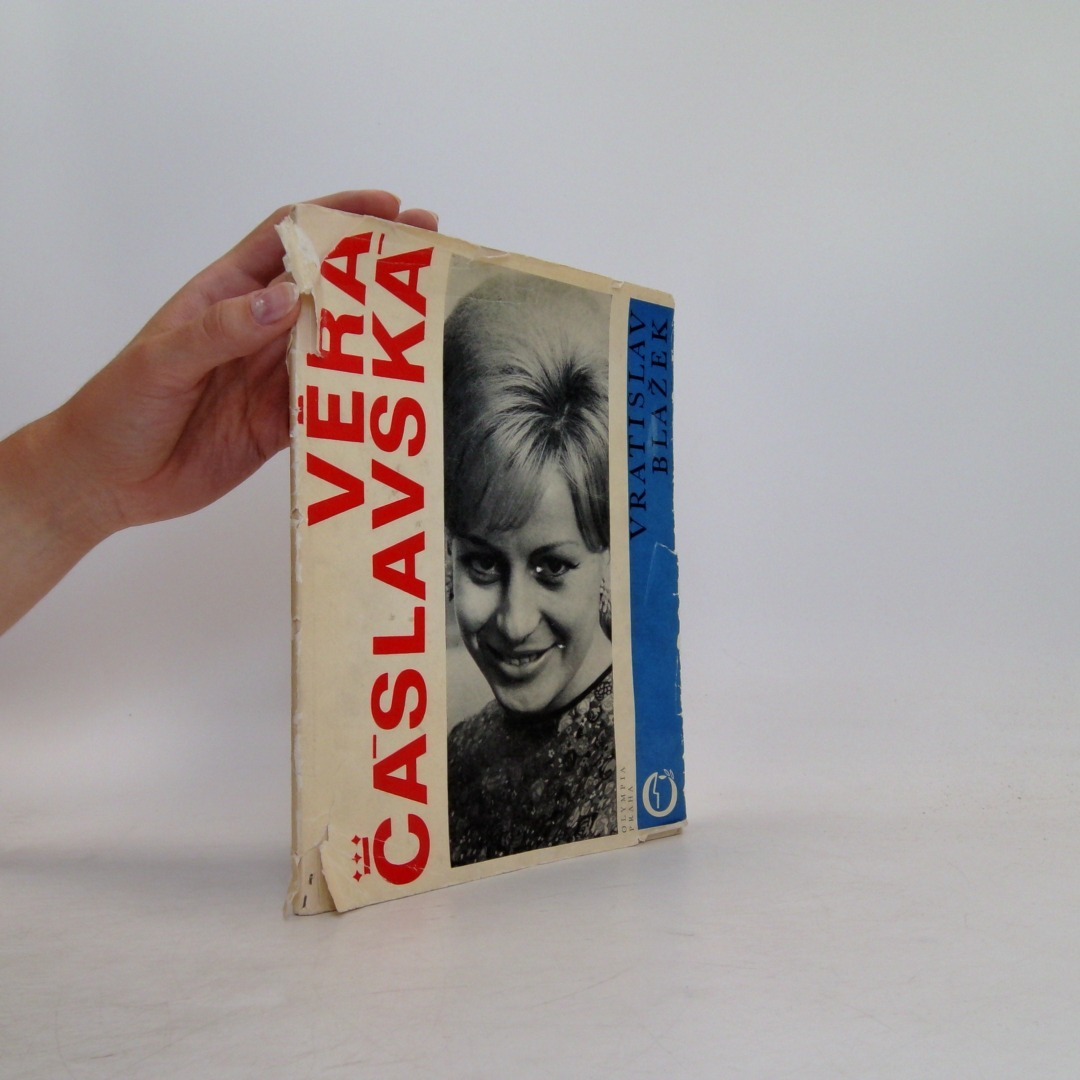 VĚRA
ČÁSLAVSKÁ
VRATISLAV
BLAŽEK
OLYMPIA
PRAHA